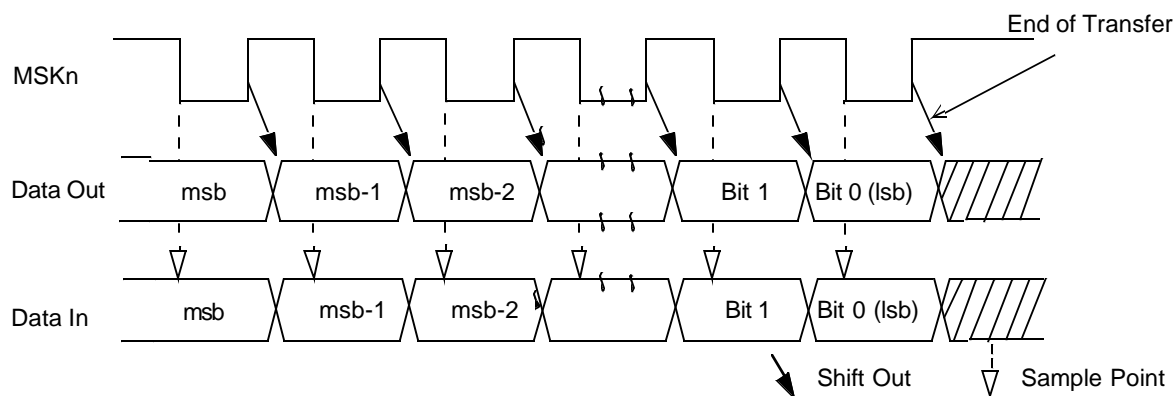 End of Transfer
MSKn
Data Out msb msb-1 msb-2 Bit 1 Bit 0 (lsb)
Data In msb msb-1 msb-2 Bit 1 Bit 0 (lsb)
Shift Out Sample Point